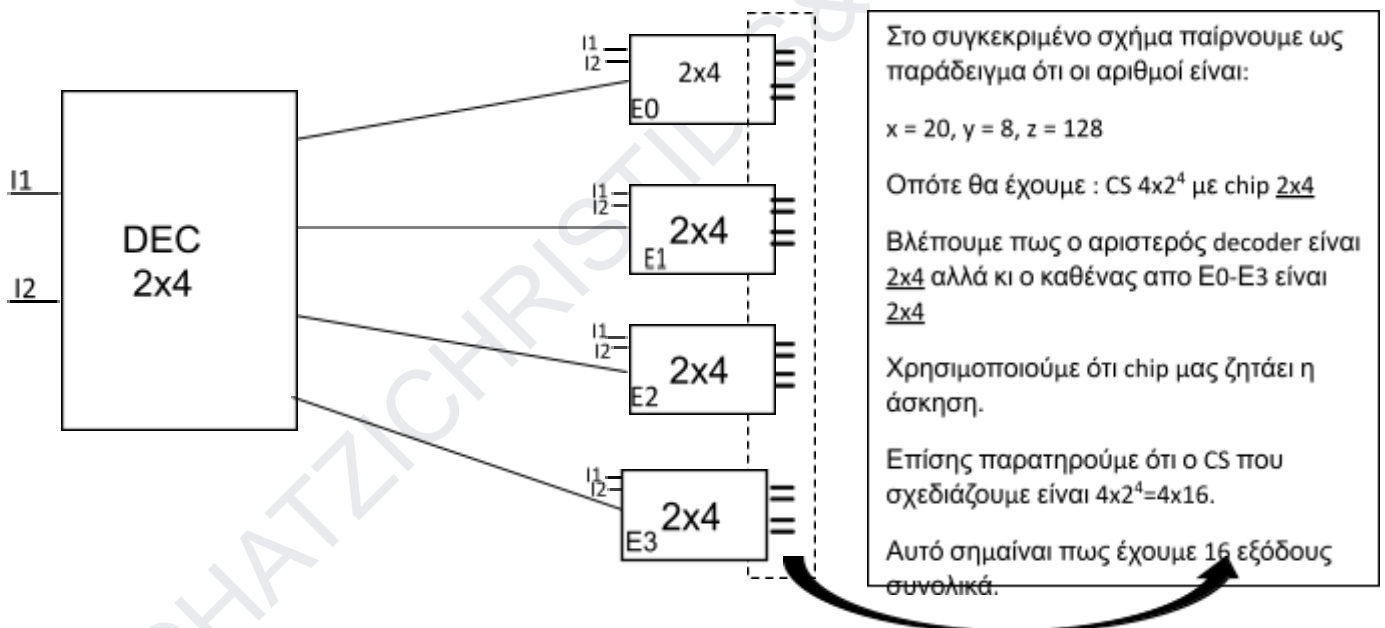 I1
I2
DEC
2x4
I1
I2
2x4
E0
I1
I2
2x4
E1
I1
I2
2x4
E2
I1
I2
2x4
E3
Στο συγκεκριμένο σχήμα παίρνουμε ως
παράδειγμα ότι οι αριθμοί είναι:
x = 20, y = 8, z = 128
Οπότε θα έχουμε : CS 4x2⁴ με chip 2x4
Βλέπουμε πως ο αριστερός decoder είναι
2x4 αλλά κι ο καθένας απο E0-E3 είναι
2x4
Χρησιμοποιούμε ότι chip μας ζητάει η
άσκηση.
Επίσης παρατηρούμε ότι ο CS που
σχεδιάζουμε είναι 4x2⁴=4x16.
Αυτό σημαίναι πως έχουμε 16 εξόδους
συνολικά.
HATZICHRISTID